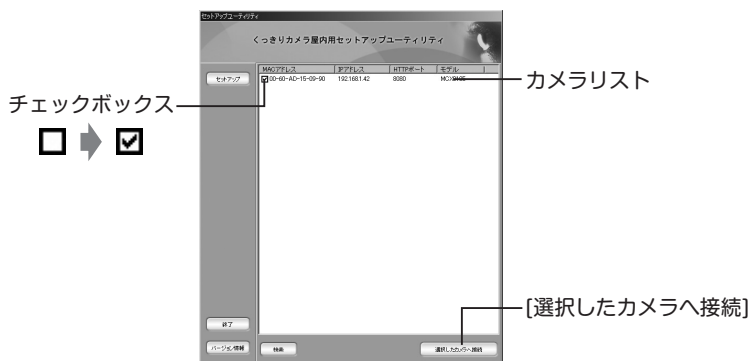 セットアップユーティリティ
くっきりカメラ屋内用セットアップユーティリティ
セットアップ
MACアドレス IPアドレス HTTPポート モデル
00-60-AD-15-09-90 192.168.1.42 8080
カメラリスト
チェックボックス
[選択したカメラへ接続]
終了
バージョン情報
検索
選択したカメラへ接続